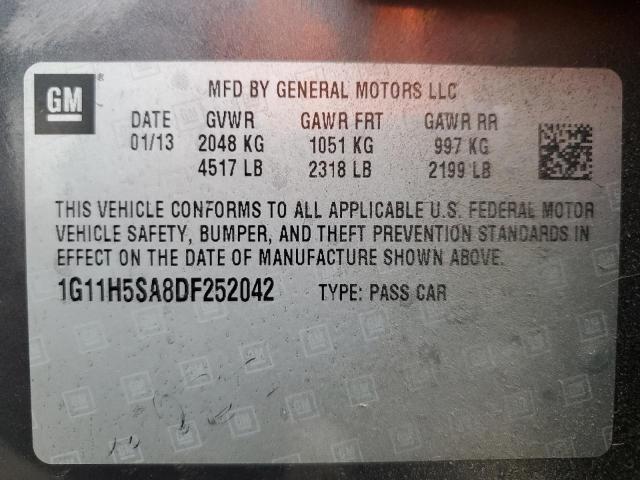 GM
MFD BY GENERAL MOTORS LLC
DATE GVWR GAWR FRT GAWR RR
01/13 2048 KG 1051 KG 997 KG
4517 LB 2318 LB 2199 LB
THIS VEHICLE CONFORMS TO ALL APPLICABLE U.S. FEDERAL MOTOR
VEHICLE SAFETY, BUMPER, AND THEFT PREVENTION STANDARDS IN
EFFECT ON THE DATE OF MANUFACTURE SHOWN ABOVE.
1G11H5SA8DF252042 TYPE: PASS CAR